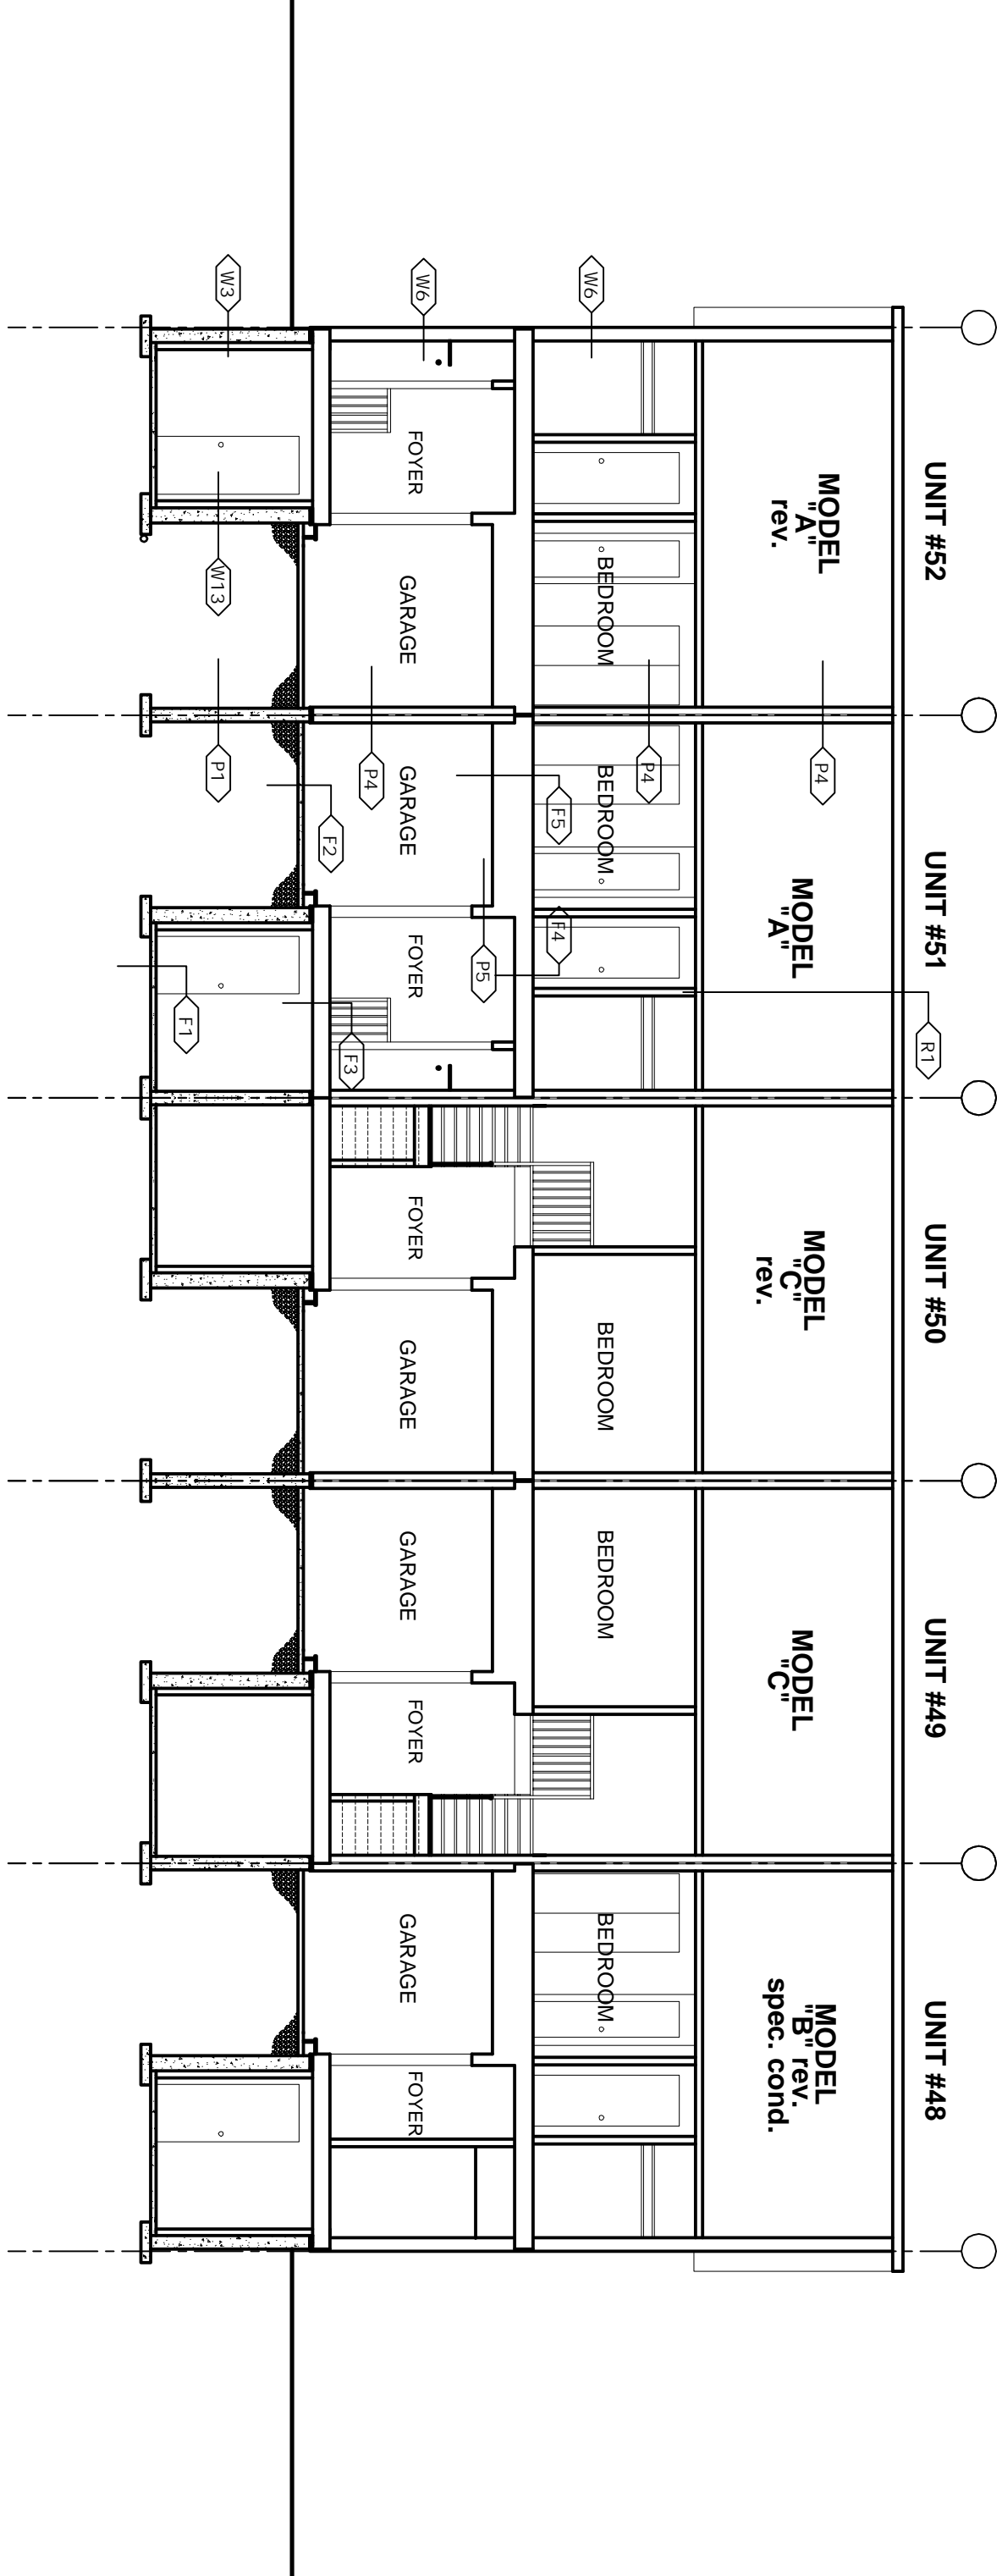 UNIT #52
UNIT #51
UNIT #50
UNIT #49
UNIT #48
MODEL
"A"
rev.
MODEL
"A"
MODEL
"C"
rev.
MODEL
"C"
MODEL
"B" rev.
spec. cond.
P4
R1
W6
BEDROOM
P4
BEDROOM
F4
BEDROOM
BEDROOM
BEDROOM
F5
P5
W6
FOYER
GARAGE
P4
GARAGE
FOYER
FOYER
GARAGE
GARAGE
FOYER
GARAGE
FOYER
F2
F3
W3
W13
P1
F1